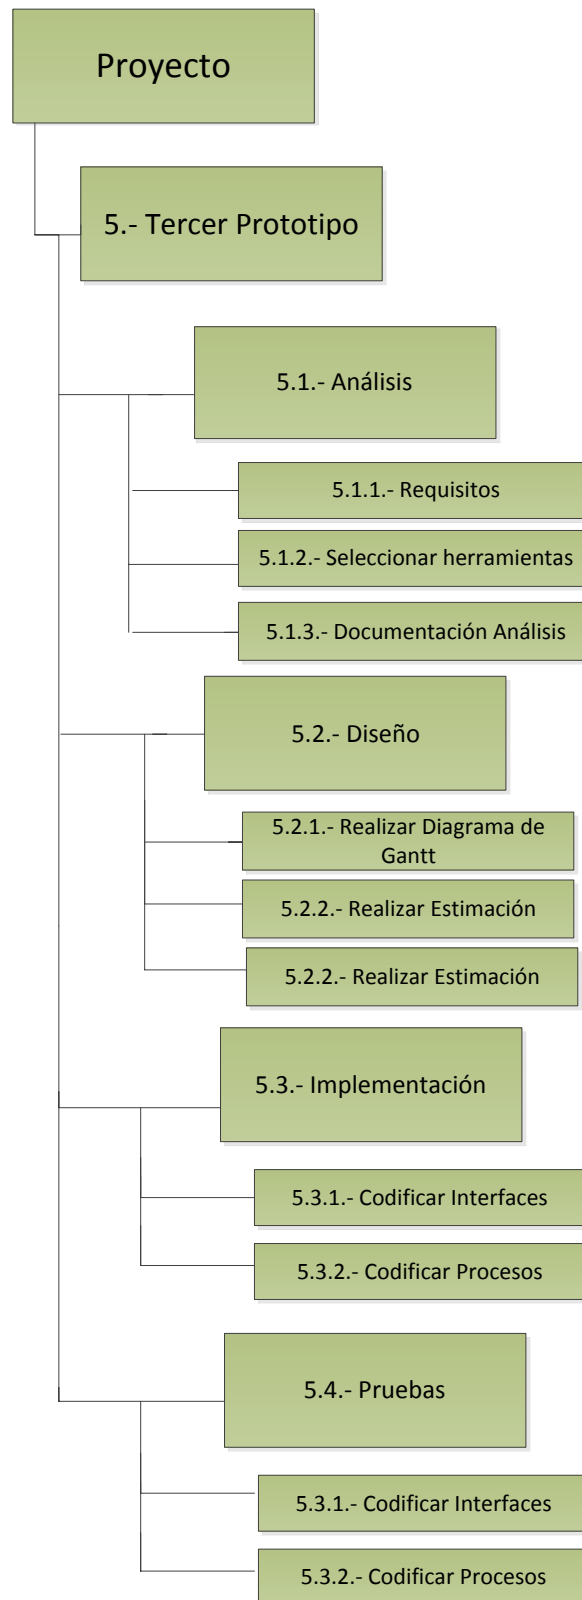 Proyecto
5.- Tercer Prototipo
5.1.- Análisis
5.1.1.- Requisitos
5.1.2.- Seleccionar herramientas
5.1.3.- Documentación Análisis
5.2.- Diseño
5.2.1.- Realizar Diagrama de
Gantt
5.2.2.- Realizar Estimación
5.2.2.- Realizar Estimación
5.3.- Implementación
5.3.1.- Codificar Interfaces
5.3.2.- Codificar Procesos
5.4.- Pruebas
5.3.1.- Codificar Interfaces
5.3.2.- Codificar Procesos